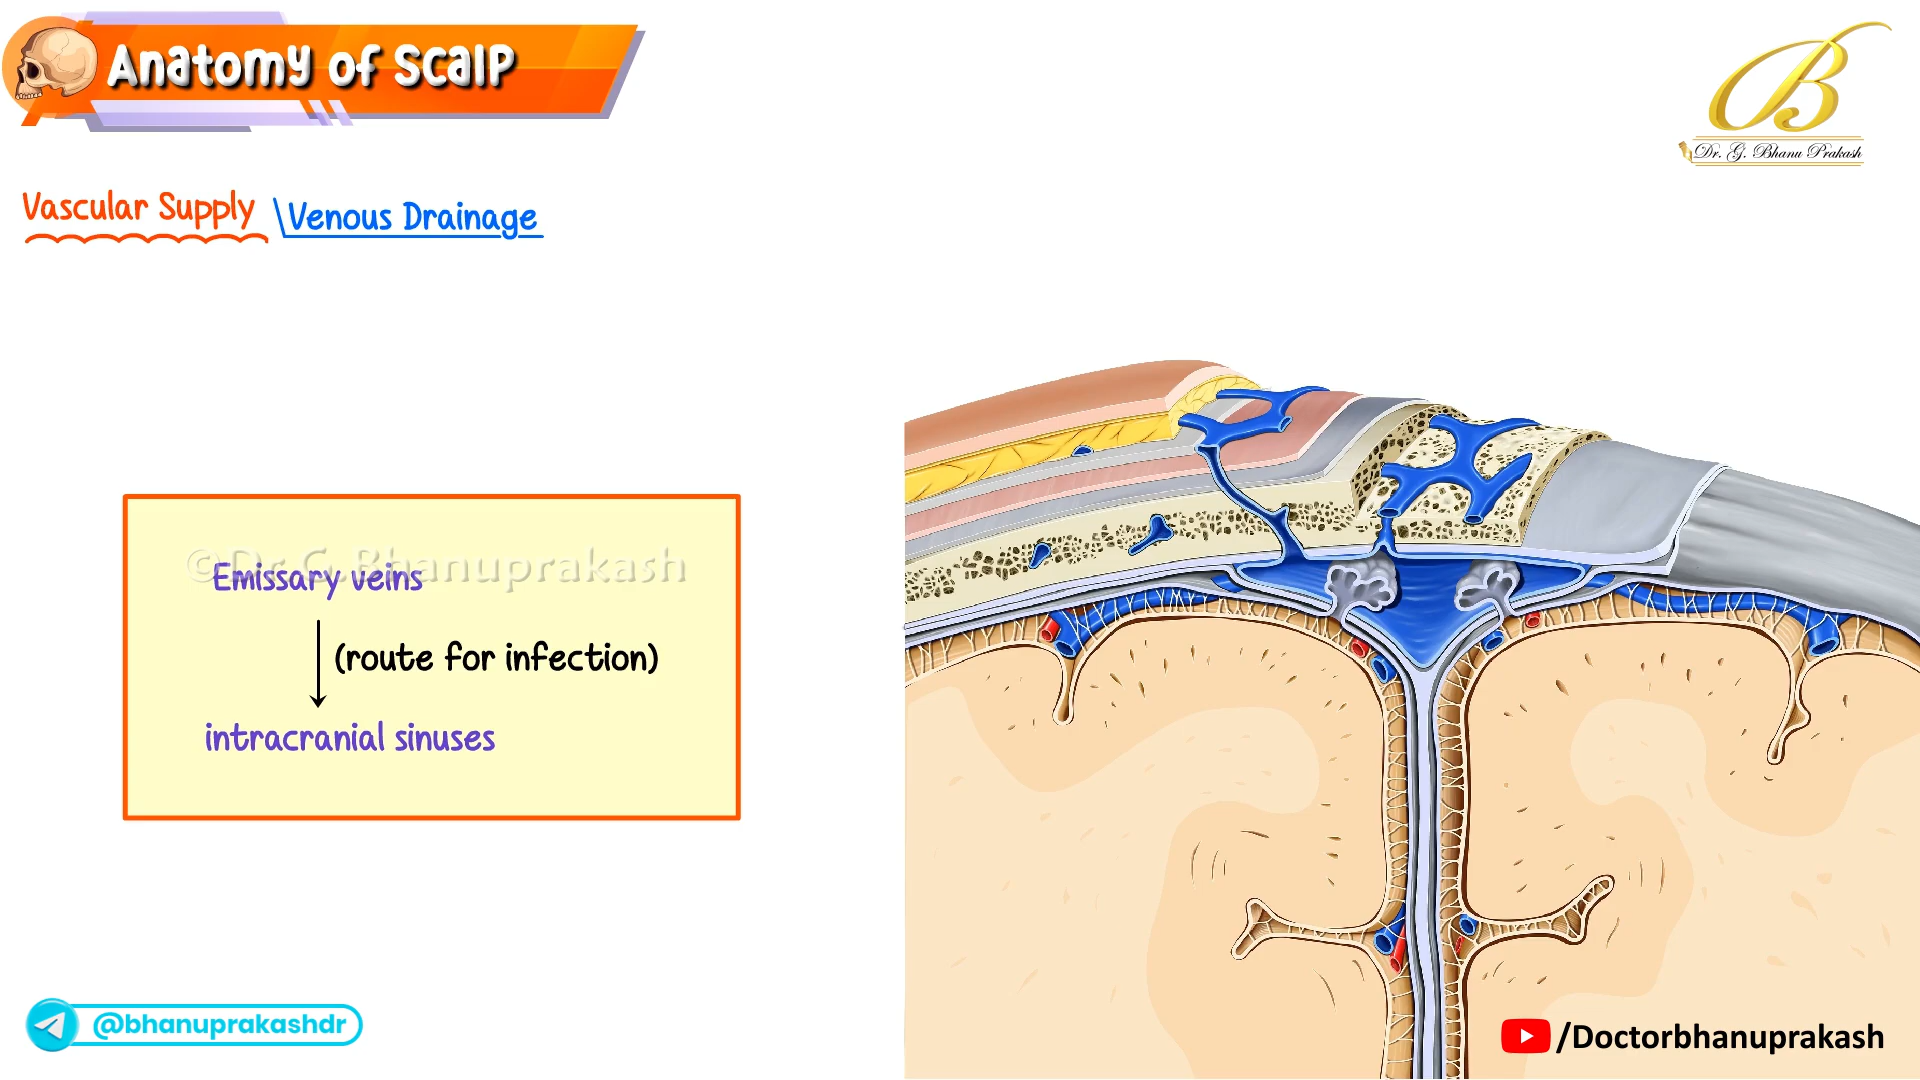 Anatomy of Scalp
B
Dr. G. Bhanu Prakash
Vascular Supply \Venous Drainage
©Dr.G.Bhanuprakash
Emissary veins
(route for infection)
intracranial sinuses
@bhanuprakashdr
/Doctorbhanuprakash